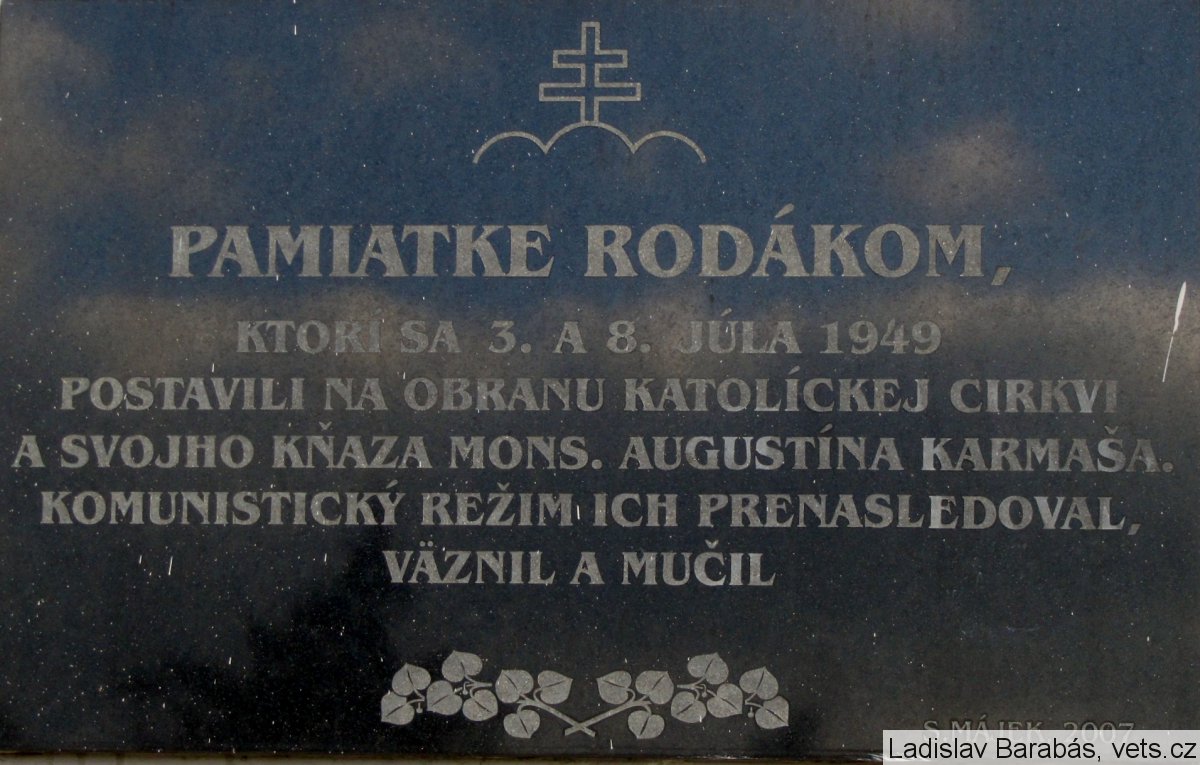 PAMIATKE RODÁKOM,
KTORÍ SA 3. A 8. JÚLA 1949
POSTAVILI NA OBRANU KATOLÍCKEJ CIRKVI
A SVOJHO KŇAZA MONS. AUGUSTÍNA KARMAŠA.
KOMUNISTICKÝ REŽIM ICH PRENASLEDOVAL,
VÄZNIL A MUČIL
S.MÁJEK 2007
Ladislav Barabás, vets.cz